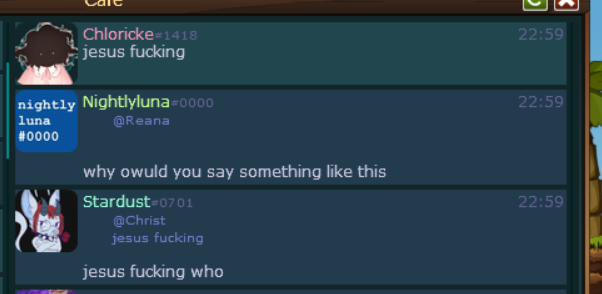 Cafe
Chloricke#1418 22:59
jesus fucking
nightly
luna
#0000
Nightlyluna#0000 22:59
@Reana
why owuld you say something like this
Stardust#0701 22:59
@Christ
jesus fucking
jesus fucking who